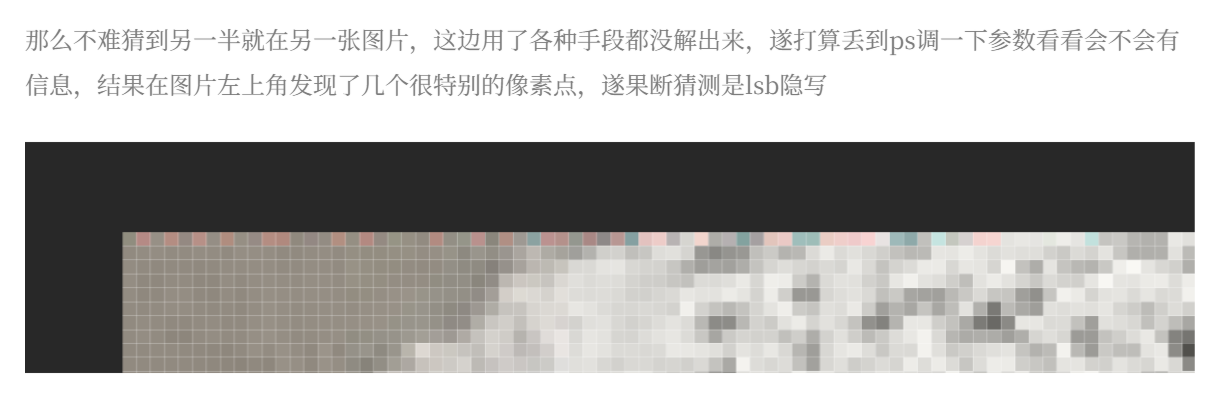 那么不难猜到另一半就在另一张图片，这边用了各种手段都没解出来，遂打算丢到ps调一下参数看看会不会有
信息，结果在图片左上角发现了几个很特别的像素点，遂果断猜测是lsb隐写